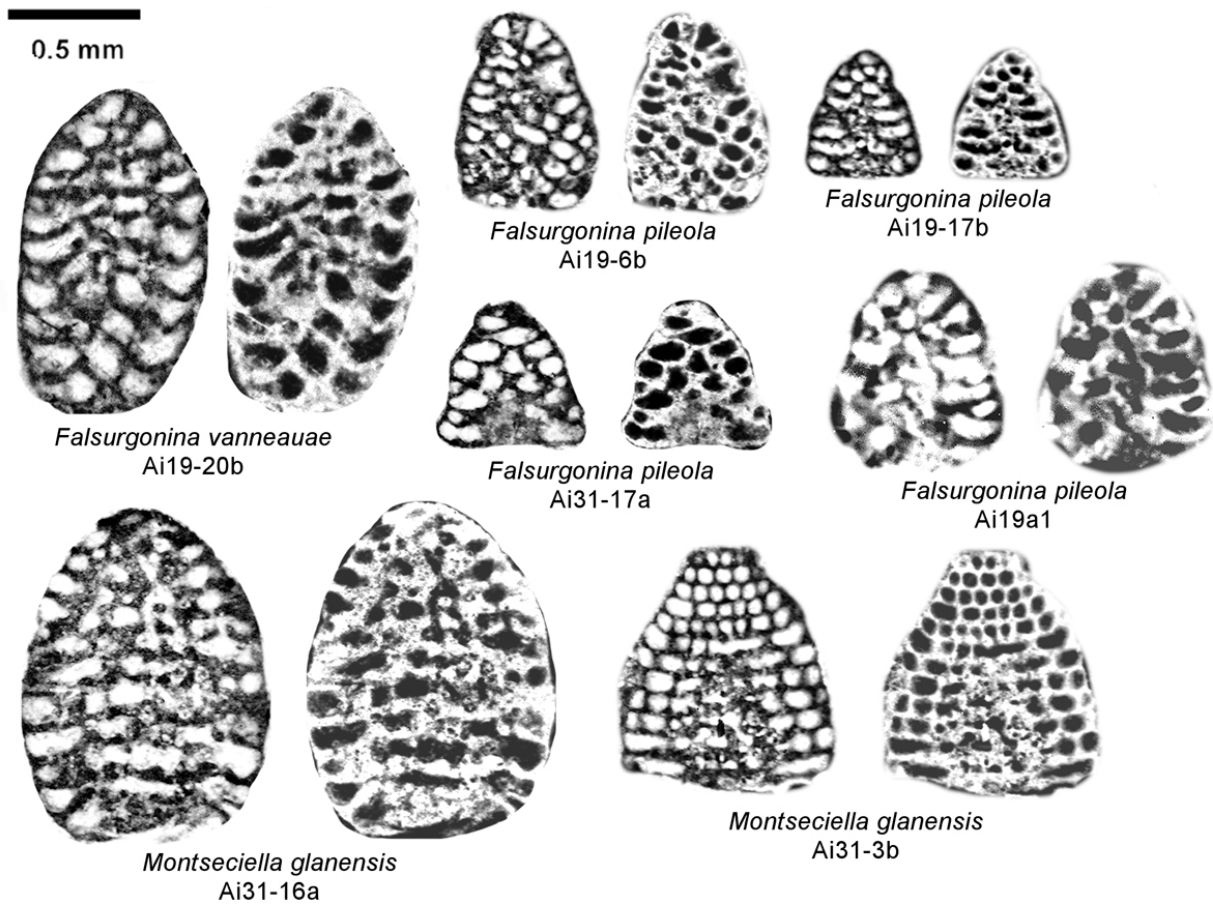 0.5 mm
Falsurgonina pileola
Ai19-6b
Falsurgonina pileola
Ai19-17b
Falsurgonina vanneauae
Ai19-20b
Falsurgonina pileola
Ai31-17a
Falsurgonina pileola
Ai19a1
Montseciella glanensis
Ai31-16a
Montseciella glanensis
Ai31-3b